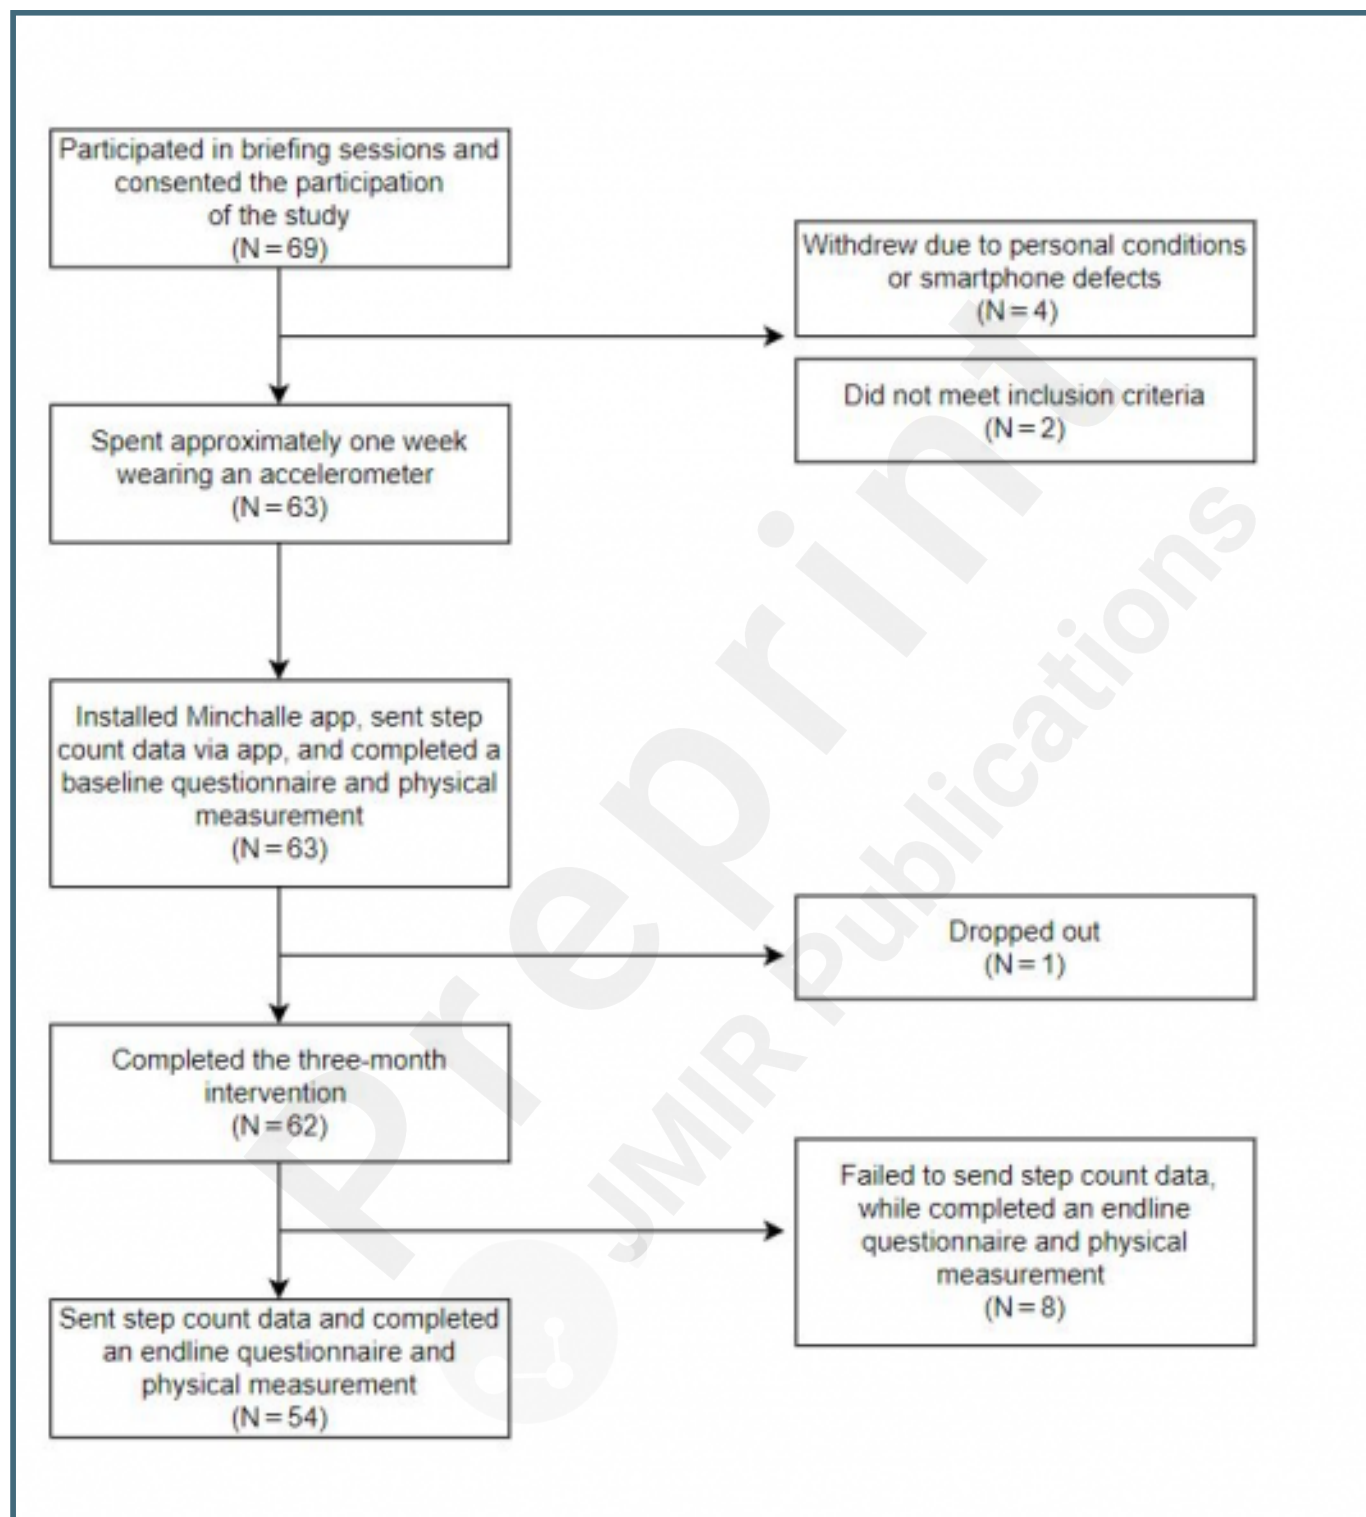 Participated in briefing sessions and
consented the participation
of the study
(N=69)
Withdrew due to personal conditions
or smartphone defects
(N=4)
Did not meet inclusion criteria
(N=2)
Spent approximately one week
wearing an accelerometer
(N=63)
Installed Minchalle app, sent step
count data via app, and completed a
baseline questionnaire and physical
measurement
(N=63)
Dropped out
(N=1)
Completed the three-month
intervention
(N=62)
Failed to send step count data,
while completed an endline
questionnaire and physical
measurement
(N=8)
Sent step count data and completed
an endline questionnaire and
physical measurement
(N=54)
Preprint
JMIR Publications